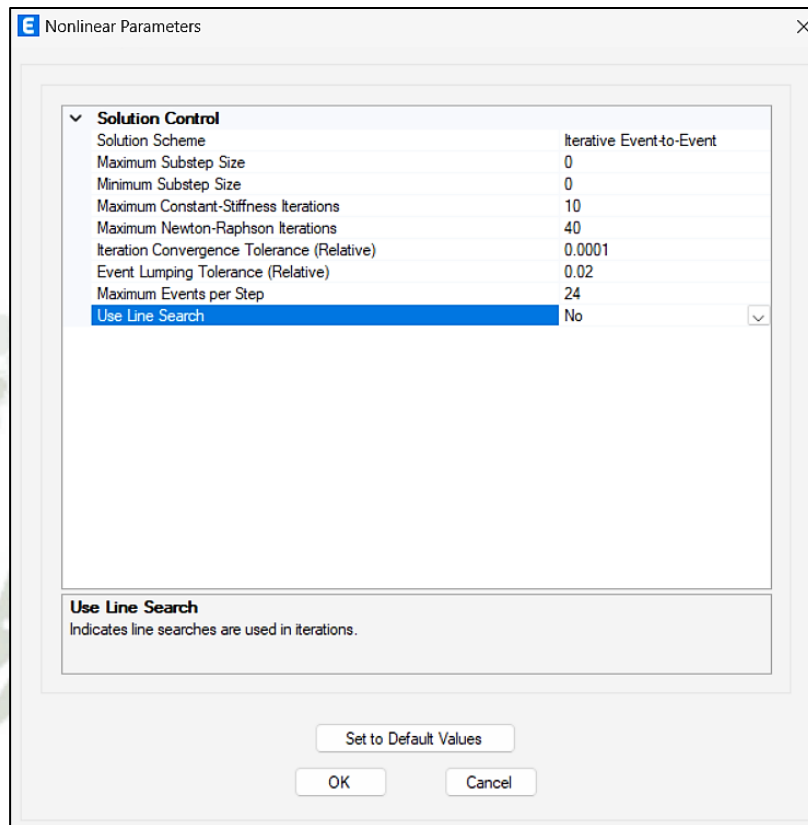 E Nonlinear Parameters
Solution Control
Solution Scheme Iterative Event-to-Event
Maximum Substep Size 0
Minimum Substep Size 0
Maximum Constant-Stiffness Iterations 10
Maximum Newton-Raphson Iterations 40
Iteration Convergence Tolerance (Relative) 0.0001
Event Lumping Tolerance (Relative) 0.02
Maximum Events per Step 24
Use Line Search No
Use Line Search
Indicates line searches are used in iterations.
Set to Default Values
OK Cancel